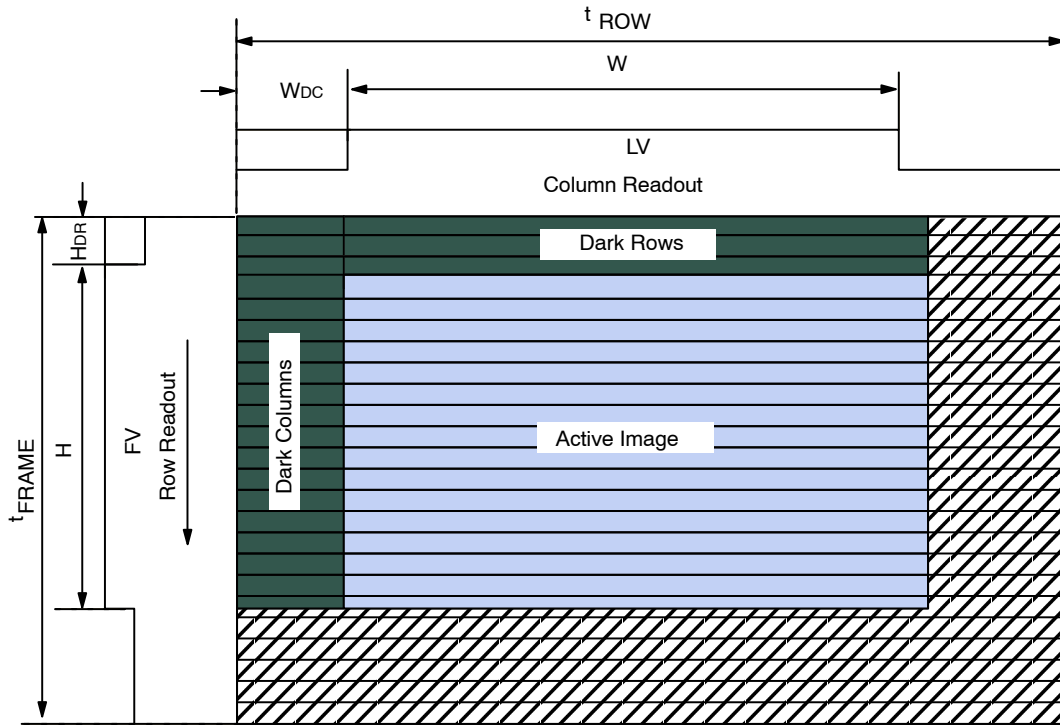 t ROW
W
WDC
LV
Column Readout
HDR
Dark Rows
Dark Columns
Active Image
Row Readout
FV
H
tFRAME